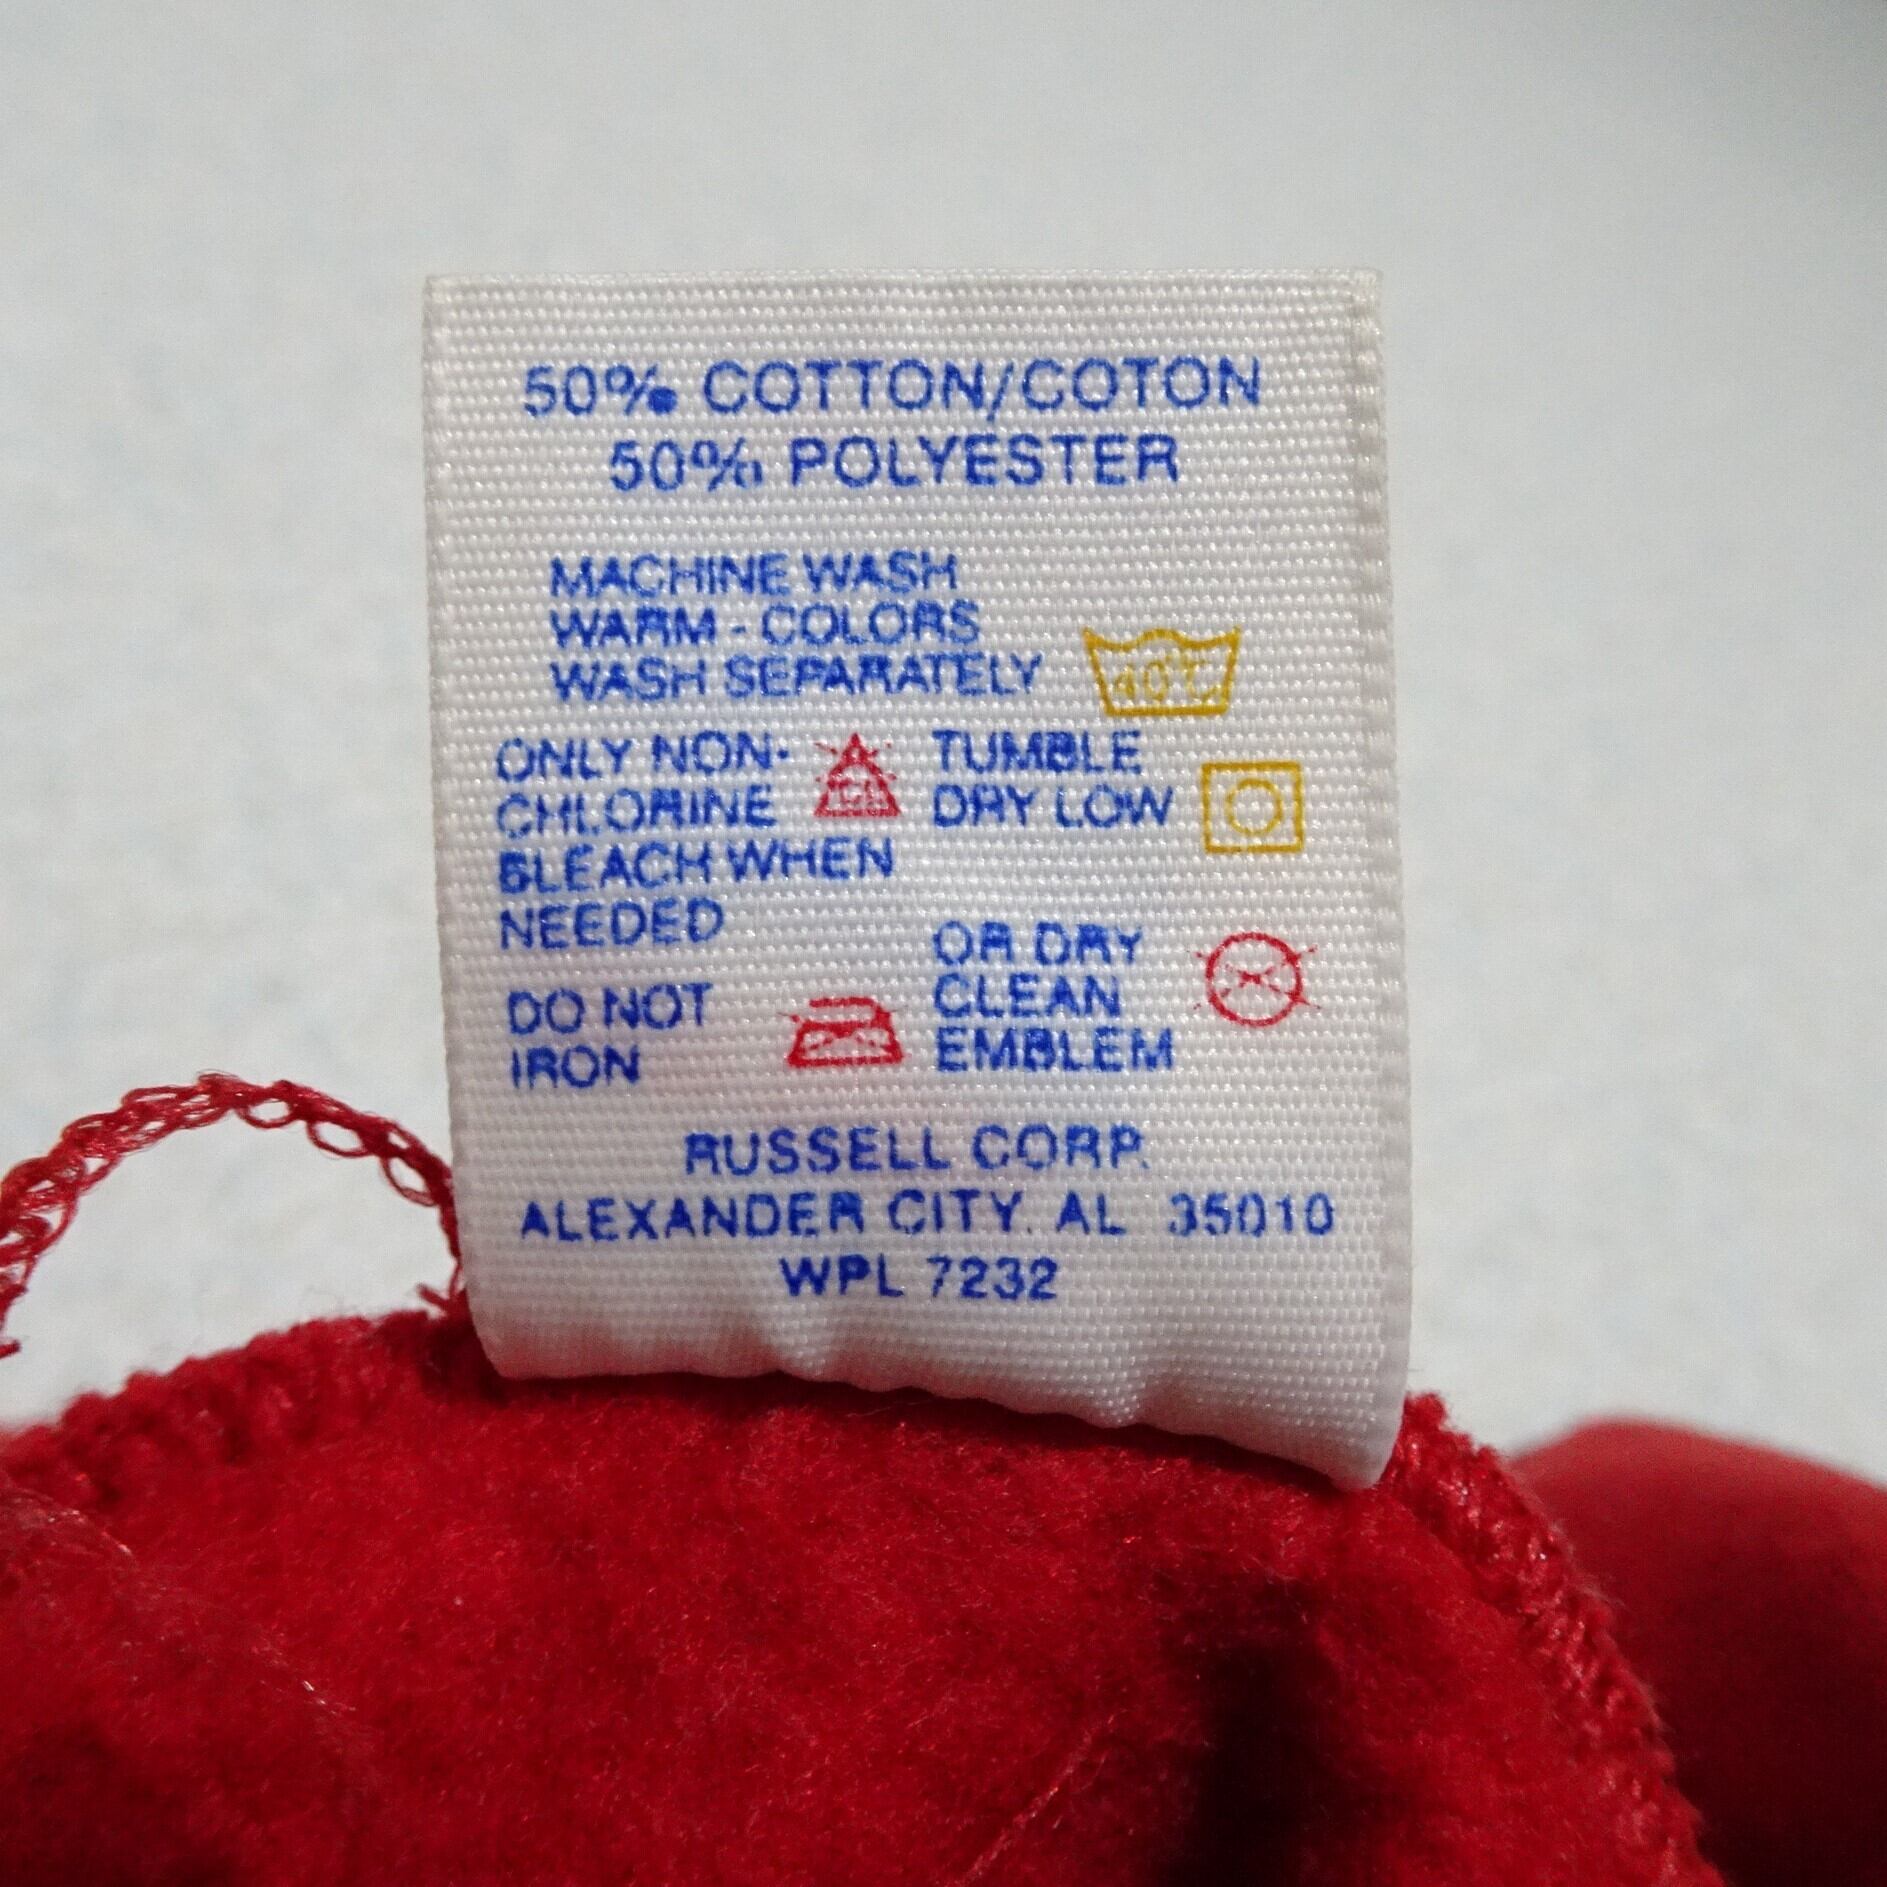 50% COTTON/COTON
50% POLYESTER
MACHINE WASH
WARM - COLORS
WASH SEPARATELY
40°C
ONLY NON-
CHLORINE
BLEACH WHEN
NEEDED
CL
TUMBLE
DRY LOW
DO NOT
IRON
OR DRY
CLEAN
EMBLEM
RUSSELL CORP.
ALEXANDER CITY, AL 35010
WPL 7232